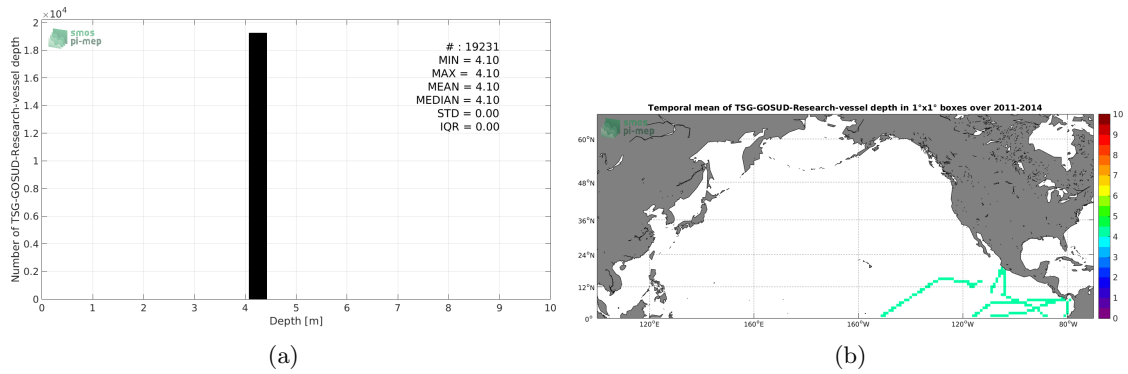 ×10⁴
smos
pi-mep
# : 19231
MIN = 4.10
MAX = 4.10
MEAN = 4.10
MEDIAN = 4.10
STD = 0.00
IQR = 0.00
Number of TSG-GOSUD-Research-vessel depth
2
1.8
1.6
1.4
1.2
1
0.8
0.6
0.4
0.2
0
0 1 2 3 4 5 6 7 8 9 10
Depth [m]
(a)
Temporal mean of TSG-GOSUD-Research-vessel depth in 1°x1° boxes over 2011-2014
smos
pi-mep
60°N
48°N
36°N
24°N
12°N
0°
120°E 160°E 160°W 120°W 80°W
10
9
8
7
6
5
4
3
2
1
0
(b)